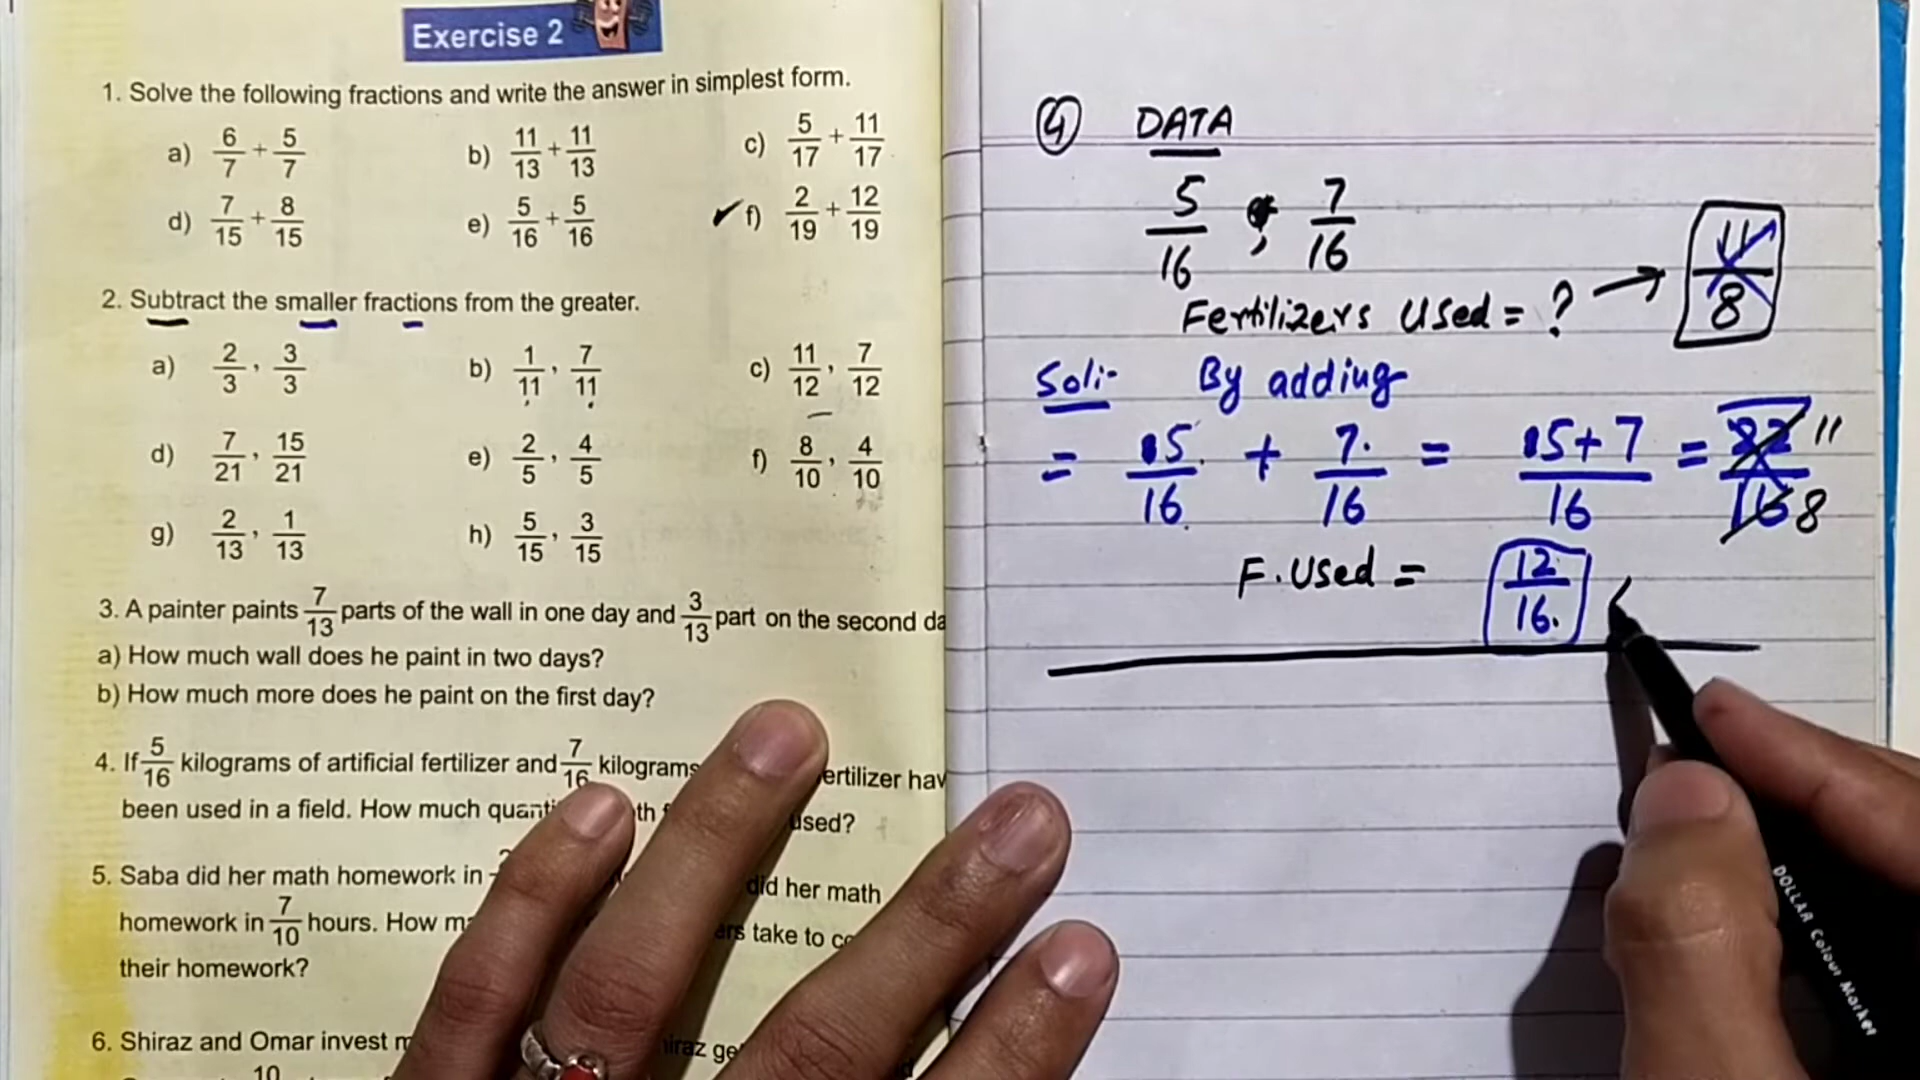 Exercise 2
1. Solve the following fractions and write the answer in simplest form.
a) 6/7 + 5/7 b) 11/13 + 11/13 c) 5/17 + 11/17
d) 7/15 + 8/15 e) 5/16 + 5/16 f) 2/19 + 12/19
2. Subtract the smaller fractions from the greater.
a) 2/3 , 3/3 b) 1/11 , 7/11 c) 11/12 , 7/12
d) 7/21 , 15/21 e) 2/5 , 4/5 f) 8/10 , 4/10
g) 2/13 , 1/13 h) 5/15 , 3/15
3. A painter paints 7/13 parts of the wall in one day and 3/13 part on the second
a) How much wall does he paint in two days?
b) How much more does he paint on the first day?
4. If 5/16 kilograms of artificial fertilizer and 7/16 kilograms
been used in a field. How much used?
5. Saba did her math homework in did her math
homework in 7/10 hours. How take to
their homework?
6. Shiraz and Omar invest
10
4 DATA
5/16 , 7/16
Fertilizers Used = ? → 11/8
Sol:- By adding
= 5/16 + 7/16 = 5+7/16 = 22/16 11 8
F. Used = 12/16
DOLLAR Colour Marker